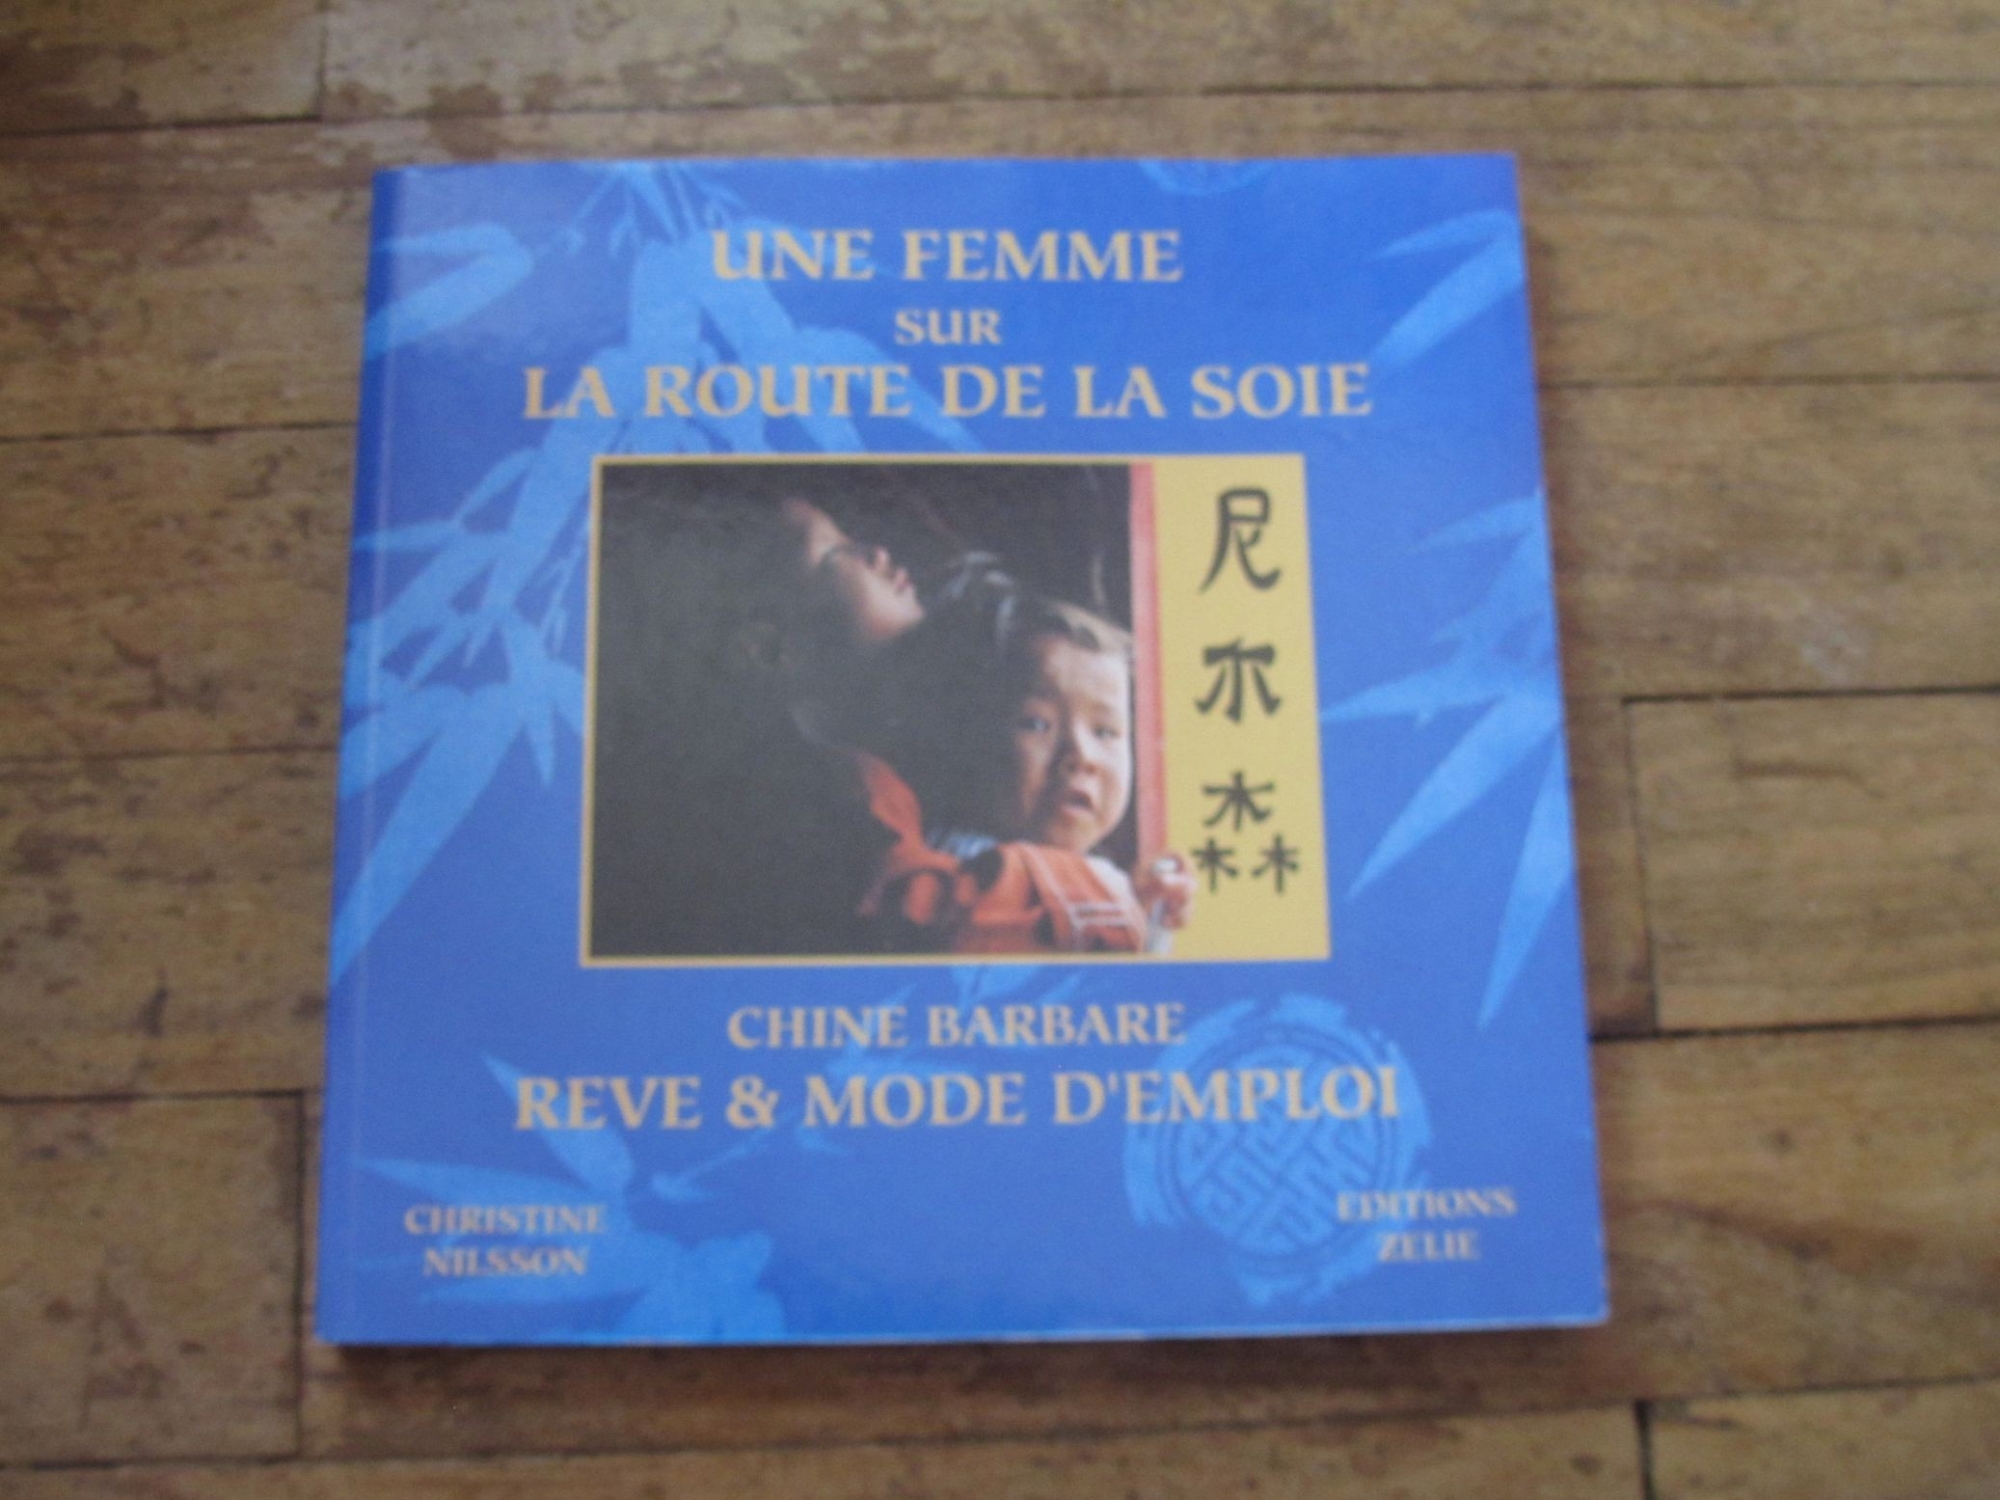 UNE FEMME
SUR
LA ROUTE DE LA SOIE
尼
尔
森
CHINE BARBARE
REVE & MODE D'EMPLOI
CHRISTINE
NILSSON
EDITIONS
ZELIE